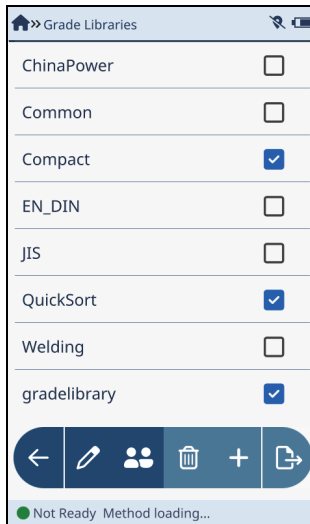 Grade Libraries
ChinaPower
Common
Compact
EN_DIN
JIS
QuickSort
Welding
gradelibrary
Not Ready Method loading...